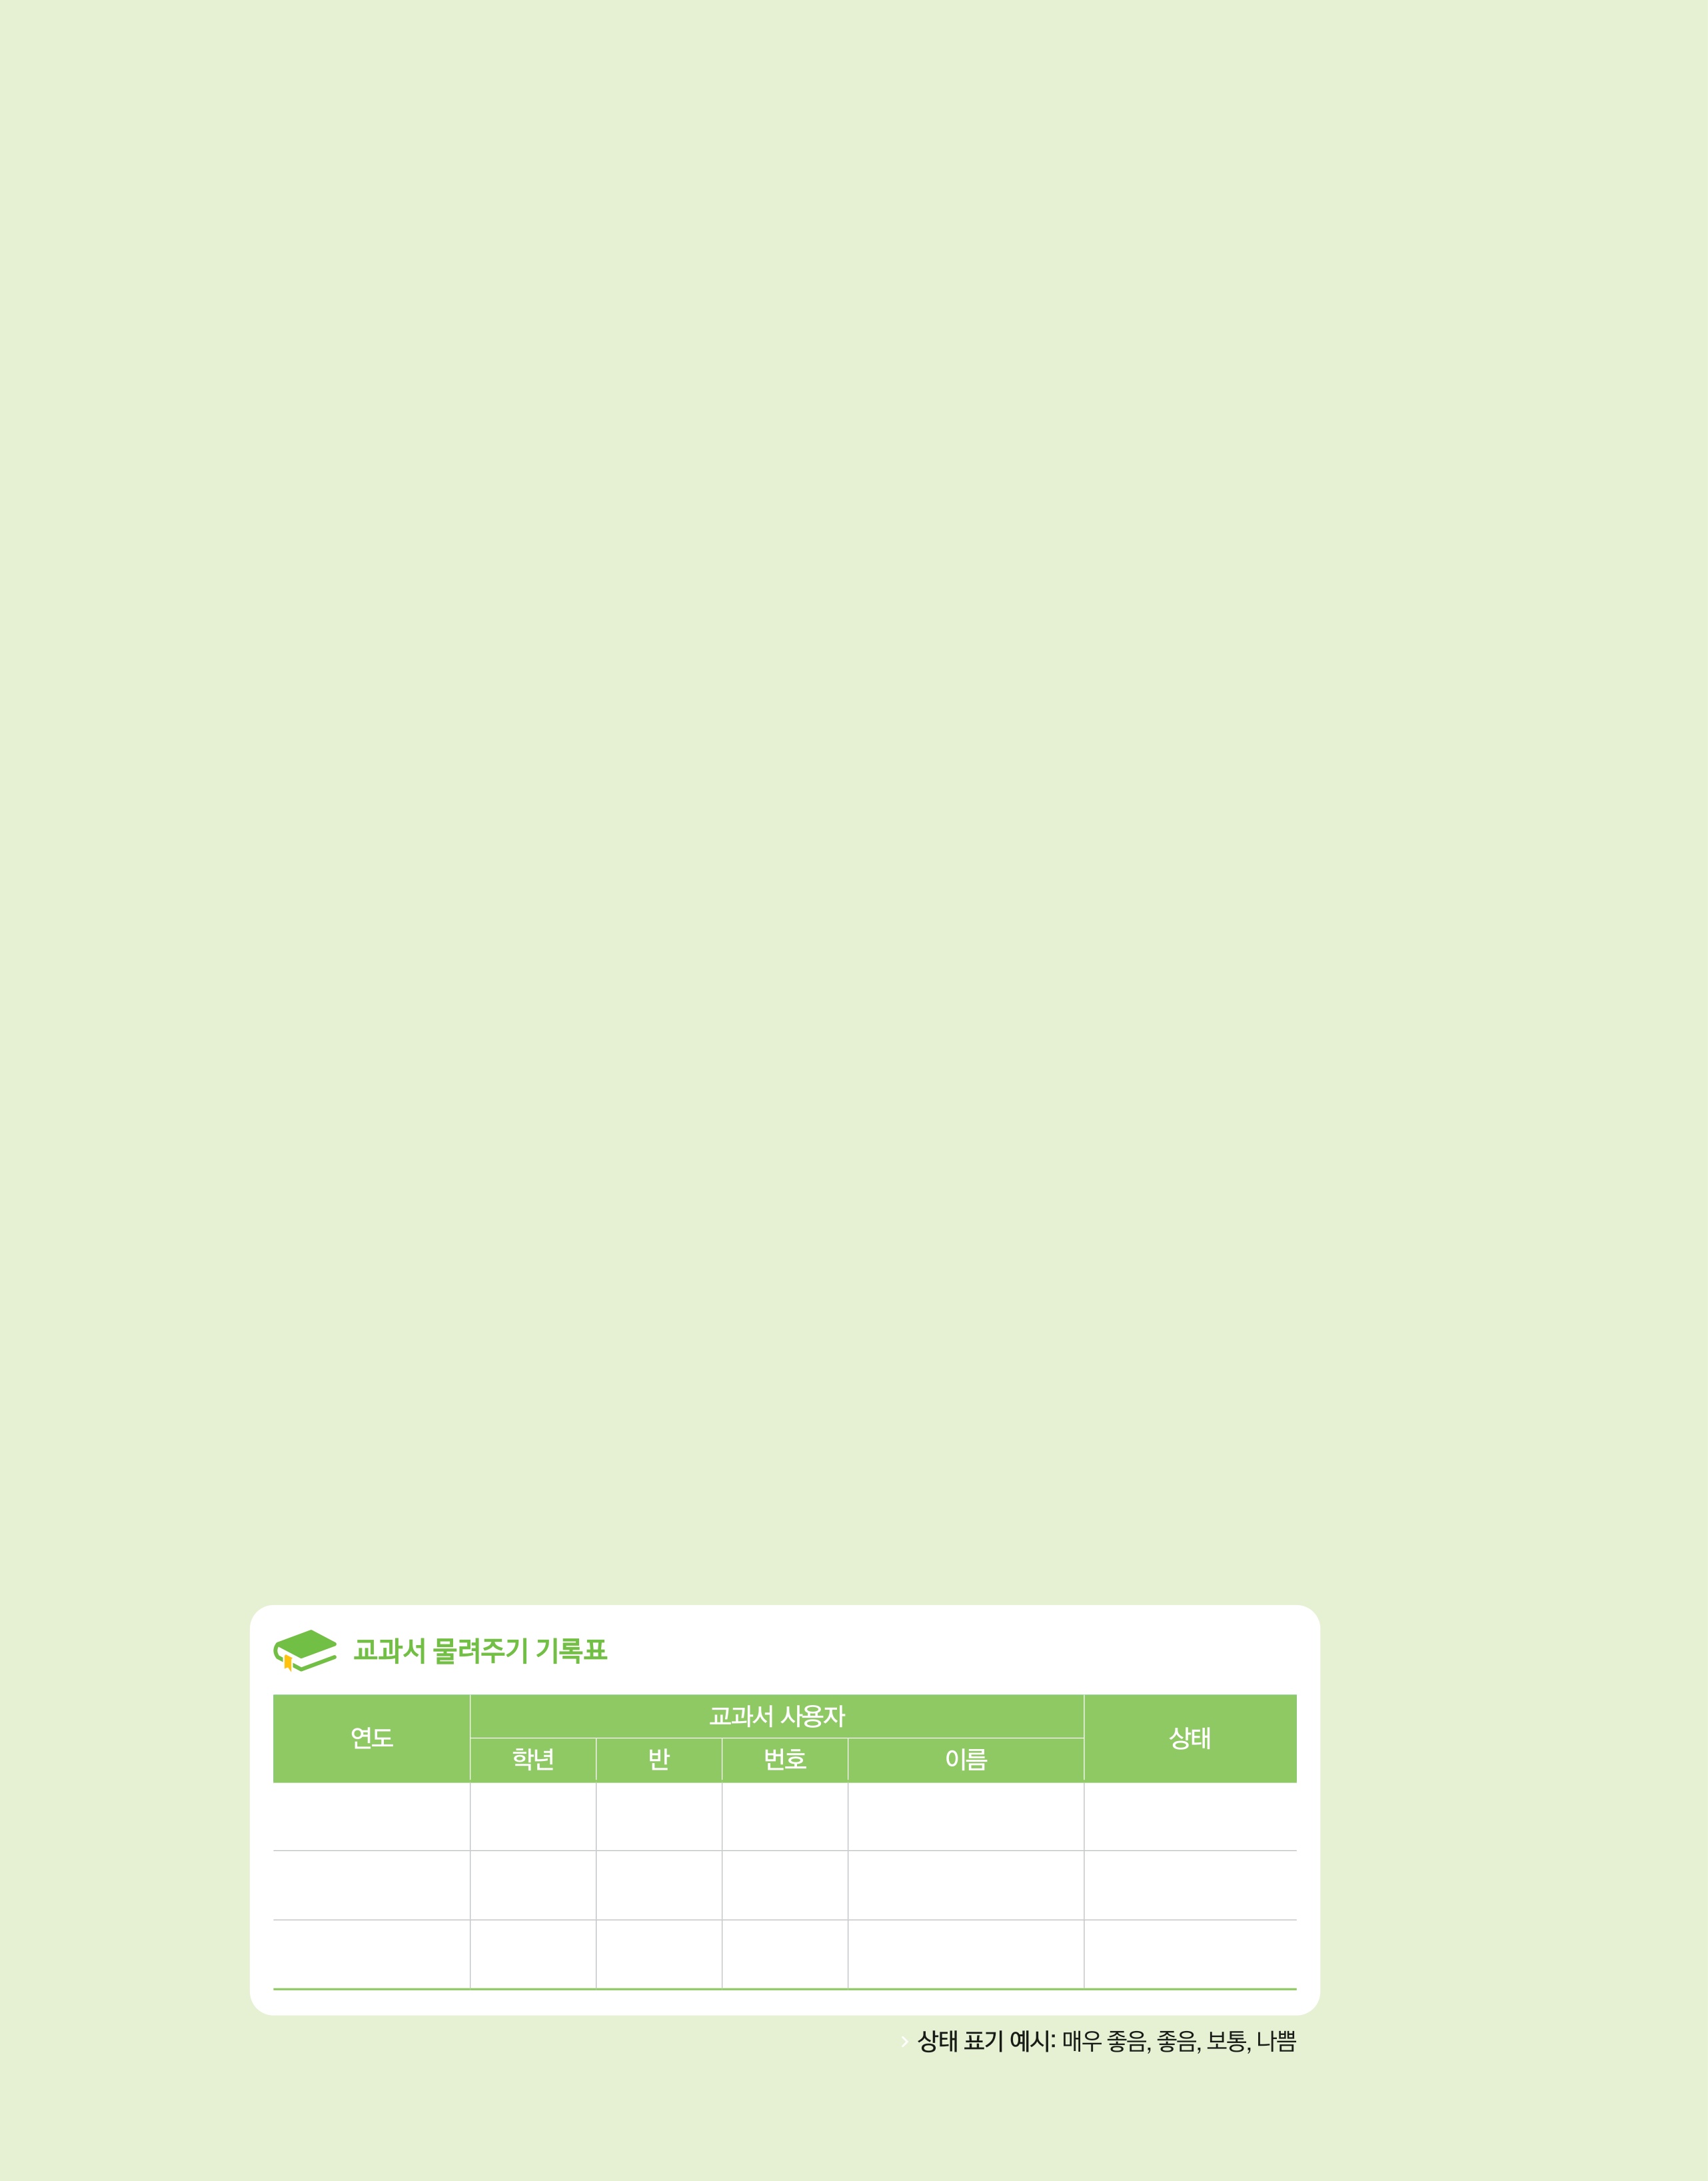 교과서 물려주기 기록표
연도
교과서 사용자
상태
학년
반
번호
이름
상태 표기 예시: 매우 좋음, 좋음, 보통, 나쁨